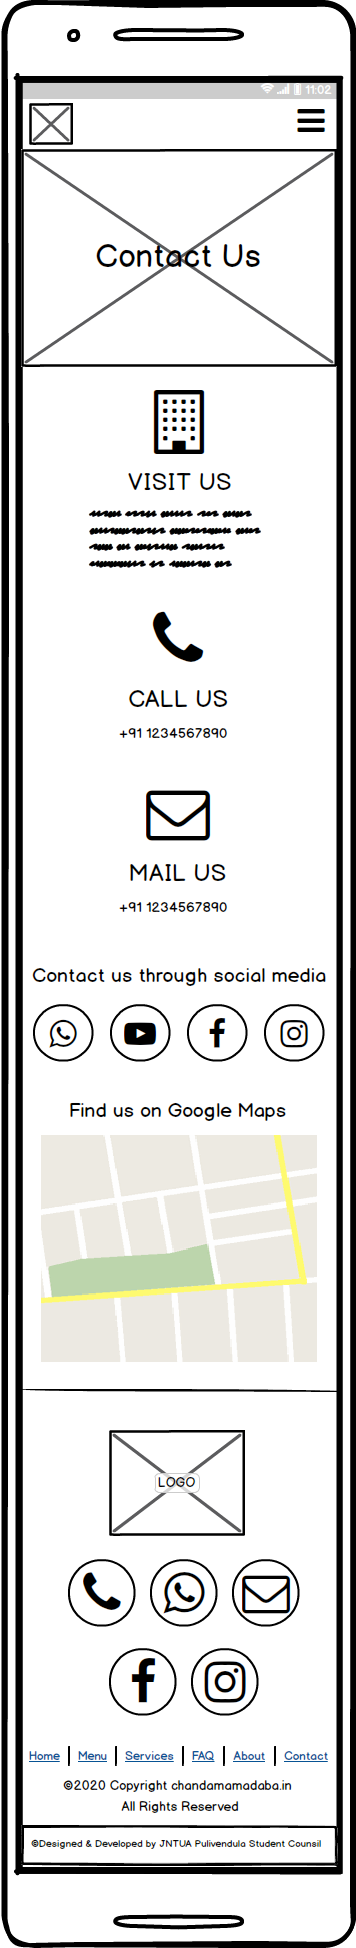 11:02
Contact Us
VISIT US
CALL US
+91 1234567890
MAIL US
+91 1234567890
Contact us through social media
Find us on Google Maps
LOGO
Home | Menu | Services | FAQ | About | Contact
©2020 Copyright chandamamadaba.in
All Rights Reserved
©Designed & Developed by JNTUA Pulivendula Student Counsil